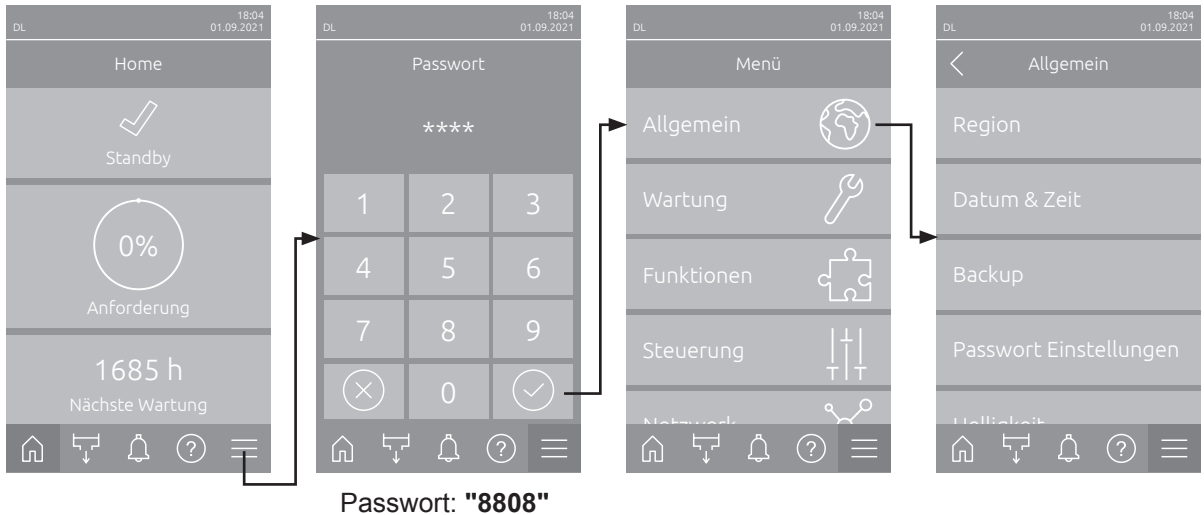 18:04
DL 01.09.2021
Home
Standby
0%
Anforderung
1685 h
Nächste Wartung
?
18:04
DL 01.09.2021
Passwort
****
1 2 3
4 5 6
7 8 9
0
?
Passwort: "8808"
18:04
DL 01.09.2021
Menü
Allgemein
Wartung
Funktionen
Steuerung
Netzwerk
?
18:04
DL 01.09.2021
Allgemein
Region
Datum & Zeit
Backup
Passwort Einstellungen
Helligkeit
?